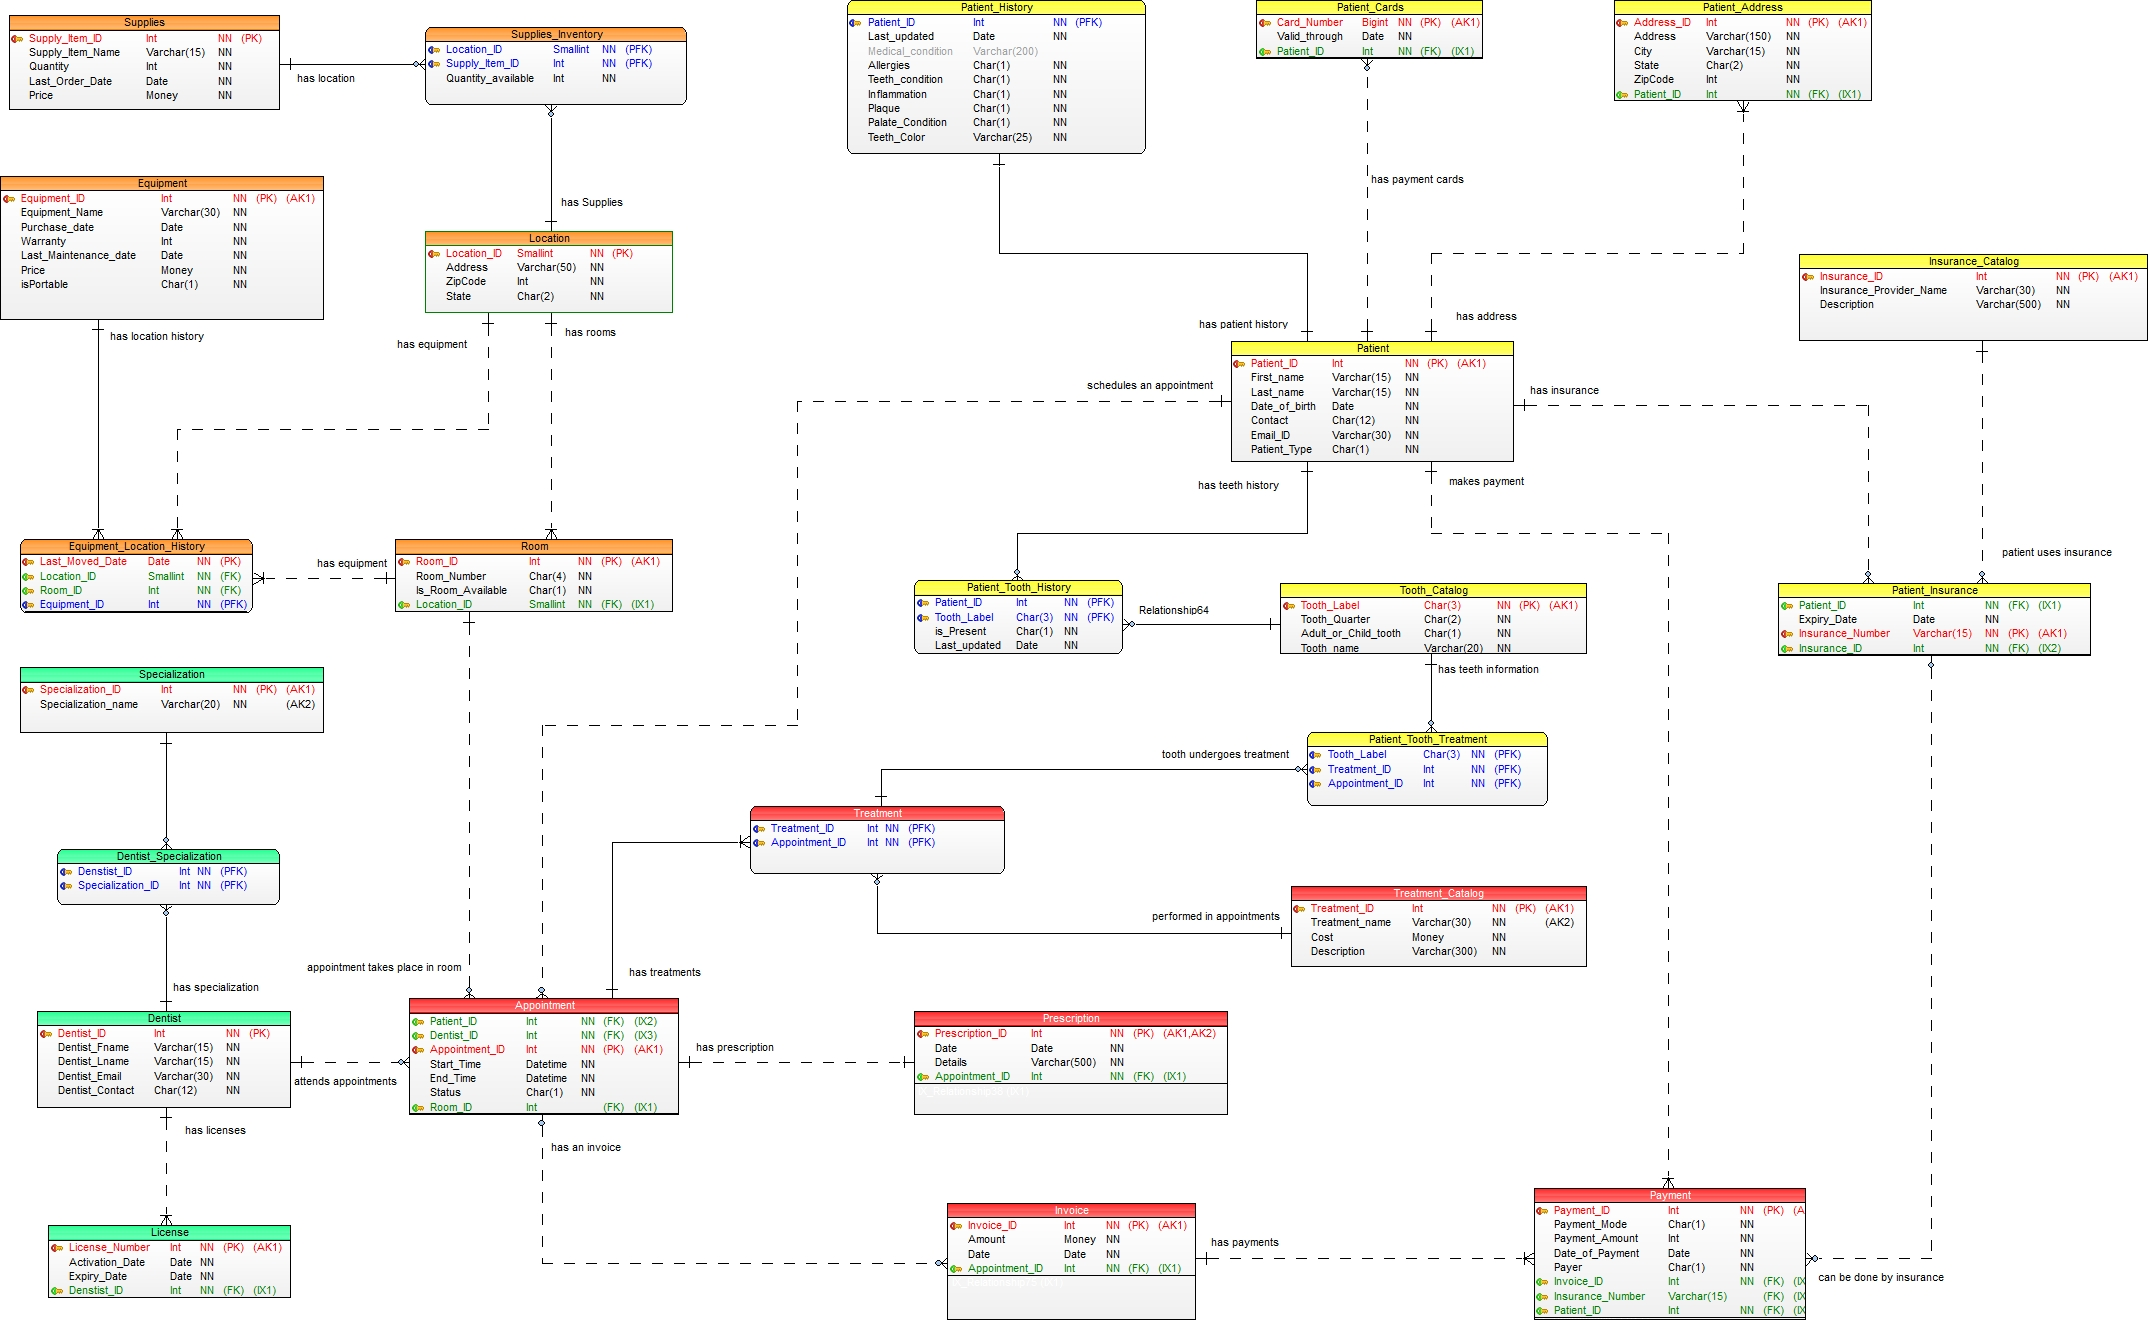 Supplies
Supply_Item_ID Int NN (PK)
Supply_Item_Name Varchar(15) NN
Quantity Int NN
Last_Order_Date Date NN
Price Money NN
has location
Supplies_Inventory
Location_ID Smallint NN (PFK)
Supply_Item_ID Int NN (PFK)
Quantity_available Int NN
has Supplies
Patient_History
Patient_ID Int NN (PFK)
Last_updated Date NN
Medical_condition Varchar(200)
Allergies Char(1) NN
Teeth_condition Char(1) NN
Inflammation Char(1) NN
Plaque Char(1) NN
Palate_Condition Char(1) NN
Teeth_Color Varchar(25) NN
Patient_Cards
Card_Number Bigint NN (PK) (AK1)
Valid_through Date NN
Patient_ID Int NN (FK) (IX1)
has payment cards
Patient_Address
Address_ID Int NN (PK) (AK1)
Address Varchar(150) NN
City Varchar(15) NN
State Char(2) NN
ZipCode Int NN
Patient_ID Int NN (FK) (IX1)
Equipment
Equipment_ID Int NN (PK) (AK1)
Equipment_Name Varchar(30) NN
Purchase_date Date NN
Warranty Int NN
Last_Maintenance_date Date NN
Price Money NN
isPortable Char(1) NN
has location history
Location
Location_ID Smallint NN (PK)
Address Varchar(50) NN
ZipCode Int NN
State Char(2) NN
has equipment
has rooms
Insurance_Catalog
Insurance_ID Int NN (PK) (AK1)
Insurance_Provider_Name Varchar(30) NN
Description Varchar(500) NN
has patient history
has address
Patient
Patient_ID Int NN (PK) (AK1)
First_name Varchar(15) NN
Last_name Varchar(15) NN
Date_of_birth Date NN
Contact Char(12) NN
Email_ID Varchar(30) NN
Patient_Type Char(1) NN
schedules an appointment
has insurance
has teeth history
makes payment
patient uses insurance
Equipment_Location_History
Last_Moved_Date Date NN (PK)
Location_ID Smallint NN (FK)
Room_ID Int NN (FK)
Equipment_ID Int NN (PFK)
has equipment
Room
Room_ID Int NN (PK) (AK1)
Room_Number Char(4) NN
Is_Room_Available Char(1) NN
Location_ID Smallint NN (FK) (IX1)
Patient_Tooth_History
Patient_ID Int NN (PFK)
Tooth_Label Char(3) NN (PFK)
is_Present Char(1) NN
Last_updated Date NN
Relationship64
Tooth_Catalog
Tooth_Label Char(3) NN (PK) (AK1)
Tooth_Quarter Char(2) NN
Adult_or_Child_tooth Char(1) NN
Tooth_name Varchar(20) NN
has teeth information
Patient_Insurance
Patient_ID Int NN (FK) (IX1)
Expiry_Date Date NN
Insurance_Number Varchar(15) NN (PK) (AK1)
Insurance_ID Int NN (FK) (IX2)
Specialization
Specialization_ID Int NN (PK) (AK1)
Specialization_name Varchar(20) NN (AK2)
Patient_Tooth_Treatment
Tooth_Label Char(3) NN (PFK)
Treatment_ID Int NN (PFK)
Appointment_ID Int NN (PFK)
tooth undergoes treatment
Treatment
Treatment_ID Int NN (PFK)
Appointment_ID Int NN (PFK)
Dentist_Specialization
Denstist_ID Int NN (PFK)
Specialization_ID Int NN (PFK)
Treatment_Catalog
Treatment_ID Int NN (PK) (AK1)
Treatment_name Varchar(30) NN (AK2)
Cost Money NN
Description Varchar(300) NN
performed in appointments
appointment takes place in room
has treatments
has specialization
Dentist
Dentist_ID Int NN (PK)
Dentist_Fname Varchar(15) NN
Dentist_Lname Varchar(15) NN
Dentist_Email Varchar(30) NN
Dentist_Contact Char(12) NN
attends appointments
Appointment
Patient_ID Int NN (FK) (IX2)
Dentist_ID Int NN (FK) (IX3)
Appointment_ID Int NN (PK) (AK1)
Start_Time Datetime NN
End_Time Datetime NN
Status Char(1) NN
Room_ID Int (FK) (IX1)
has prescription
Prescription
Prescription_ID Int NN (PK) (AK1,AK2)
Date Date NN
Details Varchar(500) NN
Appointment_ID Int NN (FK) (IX1)
has licenses
has an invoice
License
License_Number Int NN (PK) (AK1)
Activation_Date Date NN
Expiry_Date Date NN
Denstist_ID Int NN (FK) (IX1)
Invoice
Invoice_ID Int NN (PK) (AK1)
Amount Money NN
Date Date NN
Appointment_ID Int NN (FK) (IX1)
has payments
Payment
Payment_ID Int NN (PK) (A
Payment_Mode Char(1) NN
Payment_Amount Int NN
Date_of_Payment Date NN
Payer Char(1) NN
Invoice_ID Int NN (FK) (IX
Insurance_Number Varchar(15) (FK) (IX
Patient_ID Int NN (FK) (IX
can be done by insurance